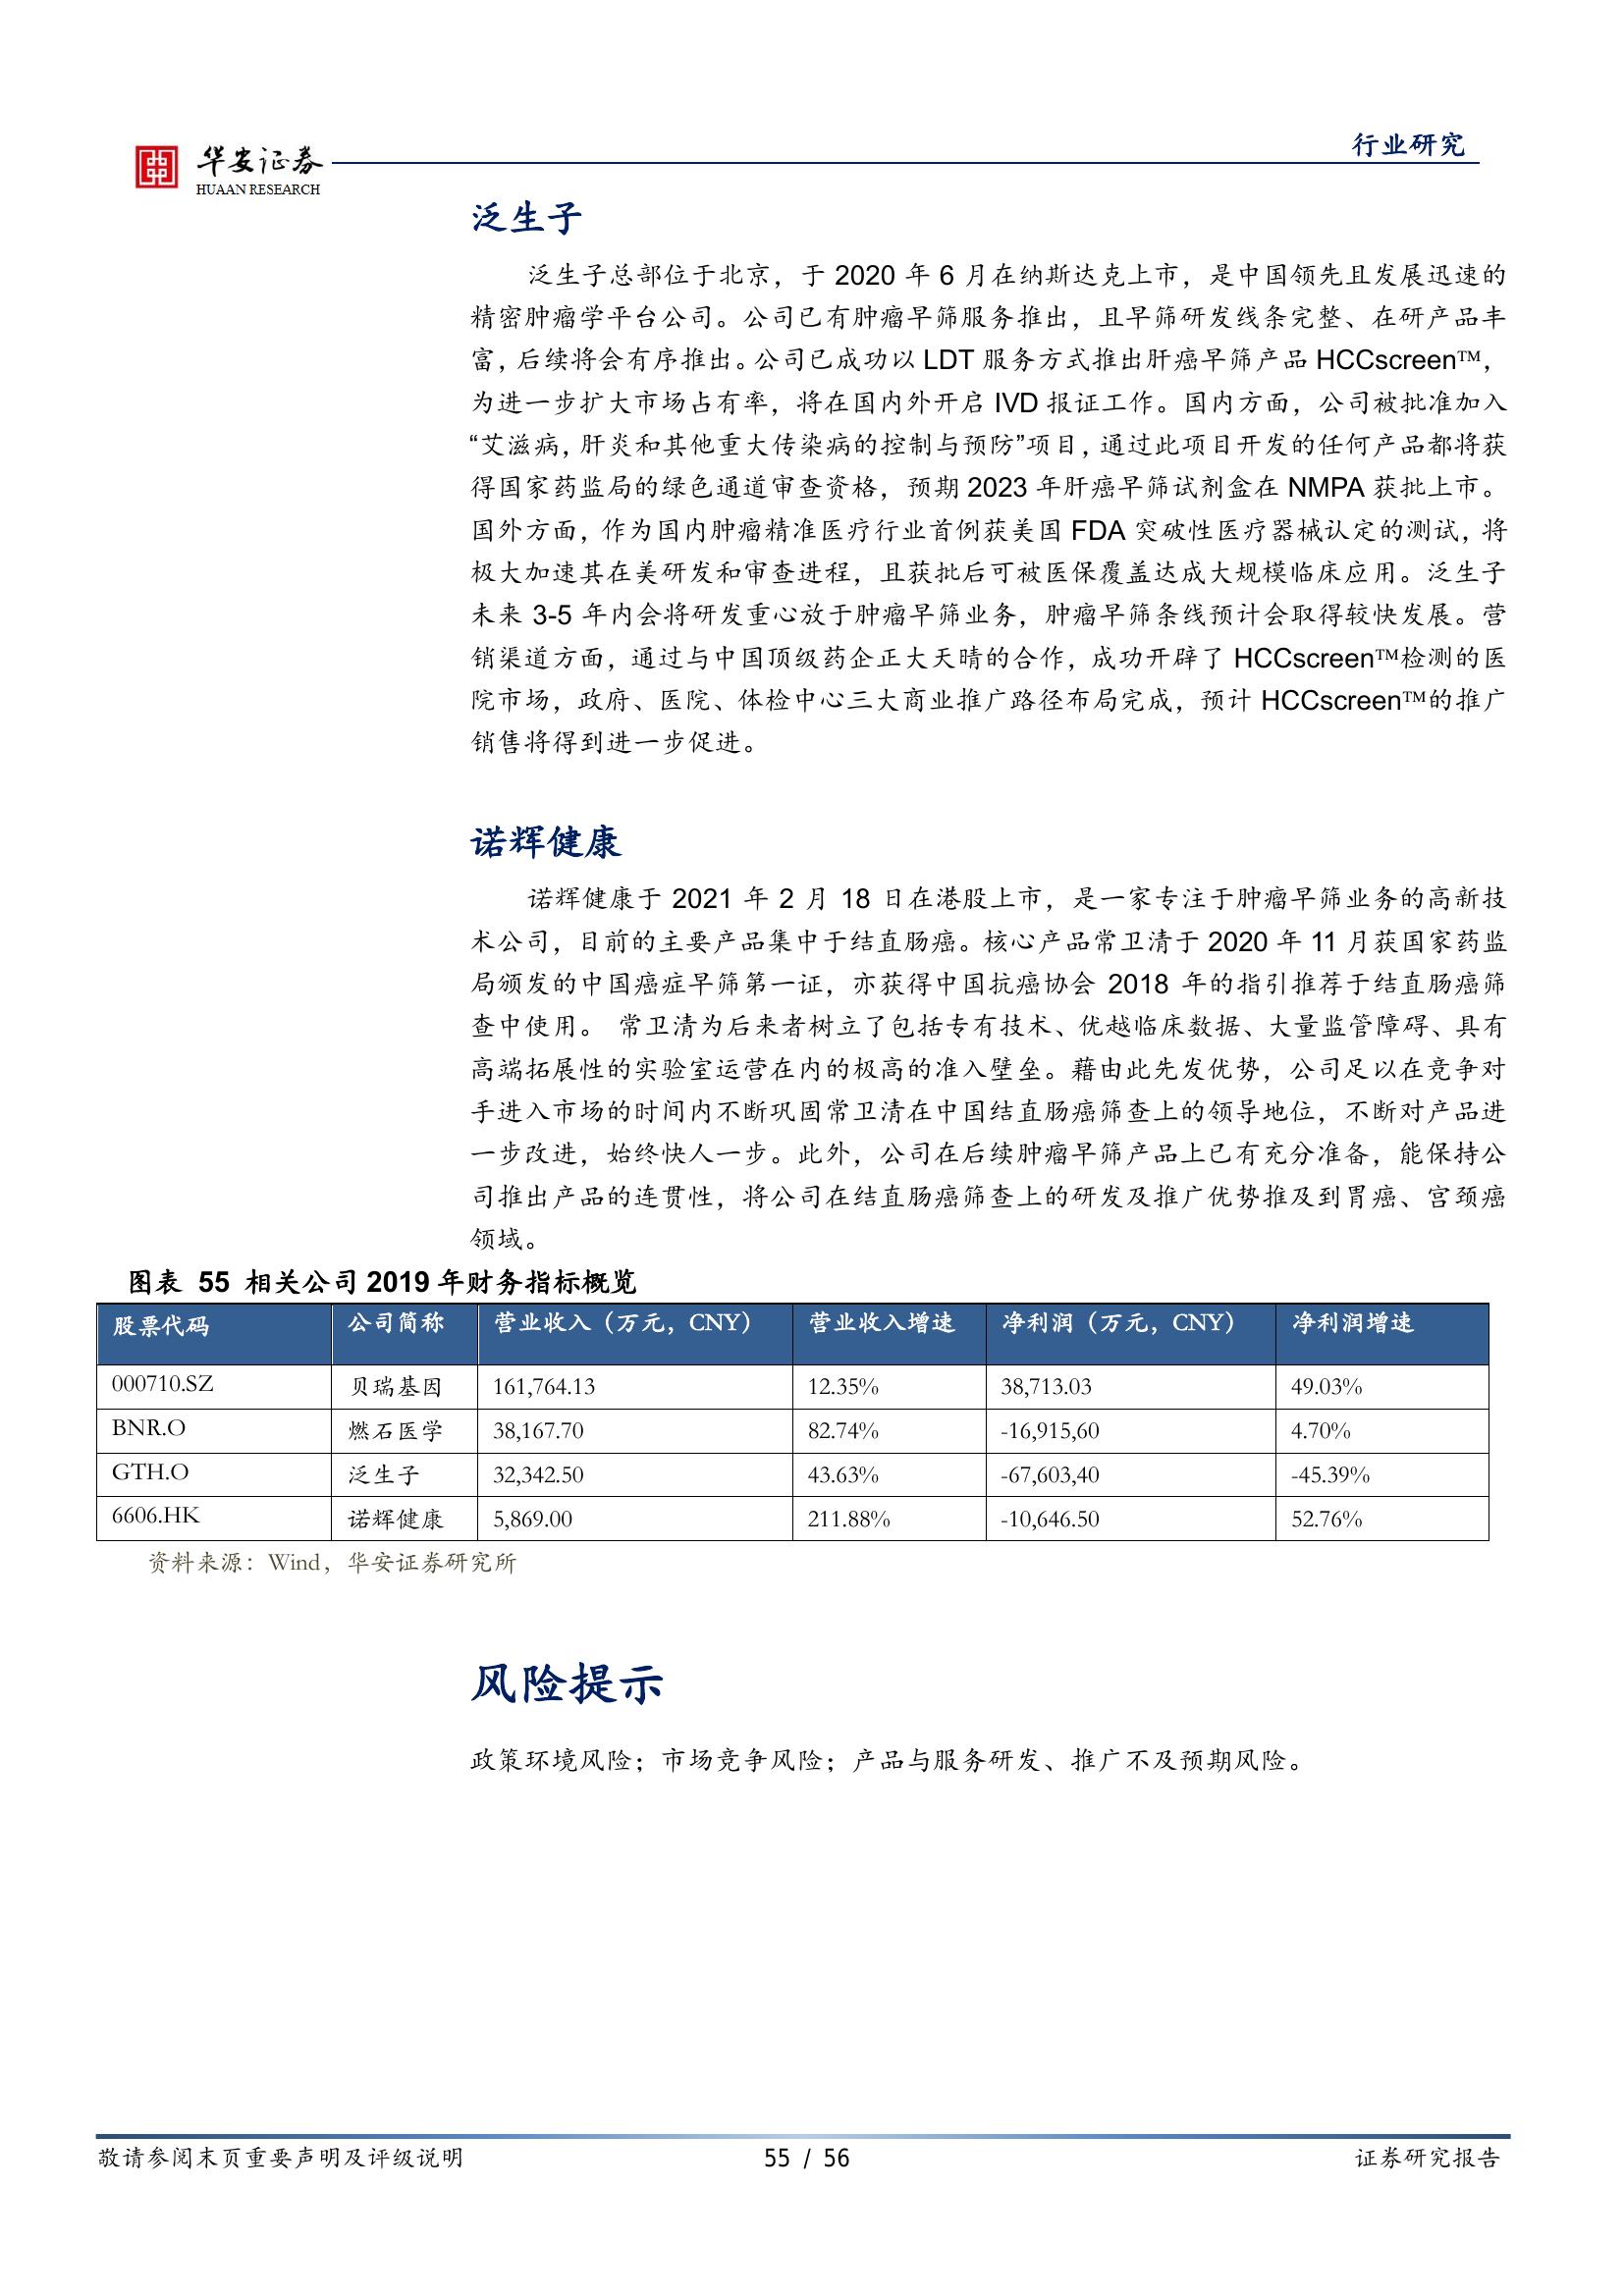 华安证券
HUAAN RESEARCH
行业研究
泛生子
泛生子总部位于北京，于 2020 年 6 月在纳斯达克上市，是中国领先且发展迅速的
精密肿瘤学平台公司。公司已有肿瘤早筛服务推出，且早筛研发线条完整、在研产品丰
富，后续将会有序推出。公司已成功以 LDT 服务方式推出肝癌早筛产品 HCCscreen™，
为进一步扩大市场占有率，将在国内外开启 IVD 报证工作。国内方面，公司被批准加入
“艾滋病，肝炎和其他重大传染病的控制与预防”项目，通过此项目开发的任何产品都将获
得国家药监局的绿色通道审查资格，预期 2023 年肝癌早筛试剂盒在 NMPA 获批上市。
国外方面，作为国内肿瘤精准医疗行业首例获美国 FDA 突破性医疗器械认定的测试，将
极大加速其在美研发和审查进程，且获批后可被医保覆盖达成大规模临床应用。泛生子
未来 3-5 年内会将研发重心放于肿瘤早筛业务，肿瘤早筛条线预计会取得较快发展。营
销渠道方面，通过与中国顶级药企正大天晴的合作，成功开辟了 HCCscreen™检测的医
院市场，政府、医院、体检中心三大商业推广路径布局完成，预计 HCCscreen™的推广
销售将得到进一步促进。
诺辉健康
诺辉健康于 2021 年 2 月 18 日在港股上市，是一家专注于肿瘤早筛业务的高新技
术公司，目前的主要产品集中于结直肠癌。核心产品常卫清于 2020 年 11 月获国家药监
局颁发的中国癌症早筛第一证，亦获得中国抗癌协会 2018 年的指引推荐于结直肠癌筛
查中使用。 常卫清为后来者树立了包括专有技术、优越临床数据、大量监管障碍、具有
高端拓展性的实验室运营在内的极高的准入壁垒。藉由此先发优势，公司足以在竞争对
手进入市场的时间内不断巩固常卫清在中国结直肠癌筛查上的领导地位，不断对产品进
一步改进，始终快人一步。此外，公司在后续肿瘤早筛产品上已有充分准备，能保持公
司推出产品的连贯性，将公司在结直肠癌筛查上的研发及推广优势推及到胃癌、宫颈癌
领域。
图表 55 相关公司 2019 年财务指标概览
股票代码 公司简称 营业收入（万元，CNY） 营业收入增速 净利润（万元，CNY） 净利润增速
000710.SZ 贝瑞基因 161,764.13 12.35% 38,713.03 49.03%
BNR.O 燃石医学 38,167.70 82.74% -16,915,60 4.70%
GTH.O 泛生子 32,342.50 43.63% -67,603,40 -45.39%
6606.HK 诺辉健康 5,869.00 211.88% -10,646.50 52.76%
资料来源：Wind，华安证券研究所
风险提示
政策环境风险；市场竞争风险；产品与服务研发、推广不及预期风险。
敬请参阅末页重要声明及评级说明 55 / 56 证券研究报告